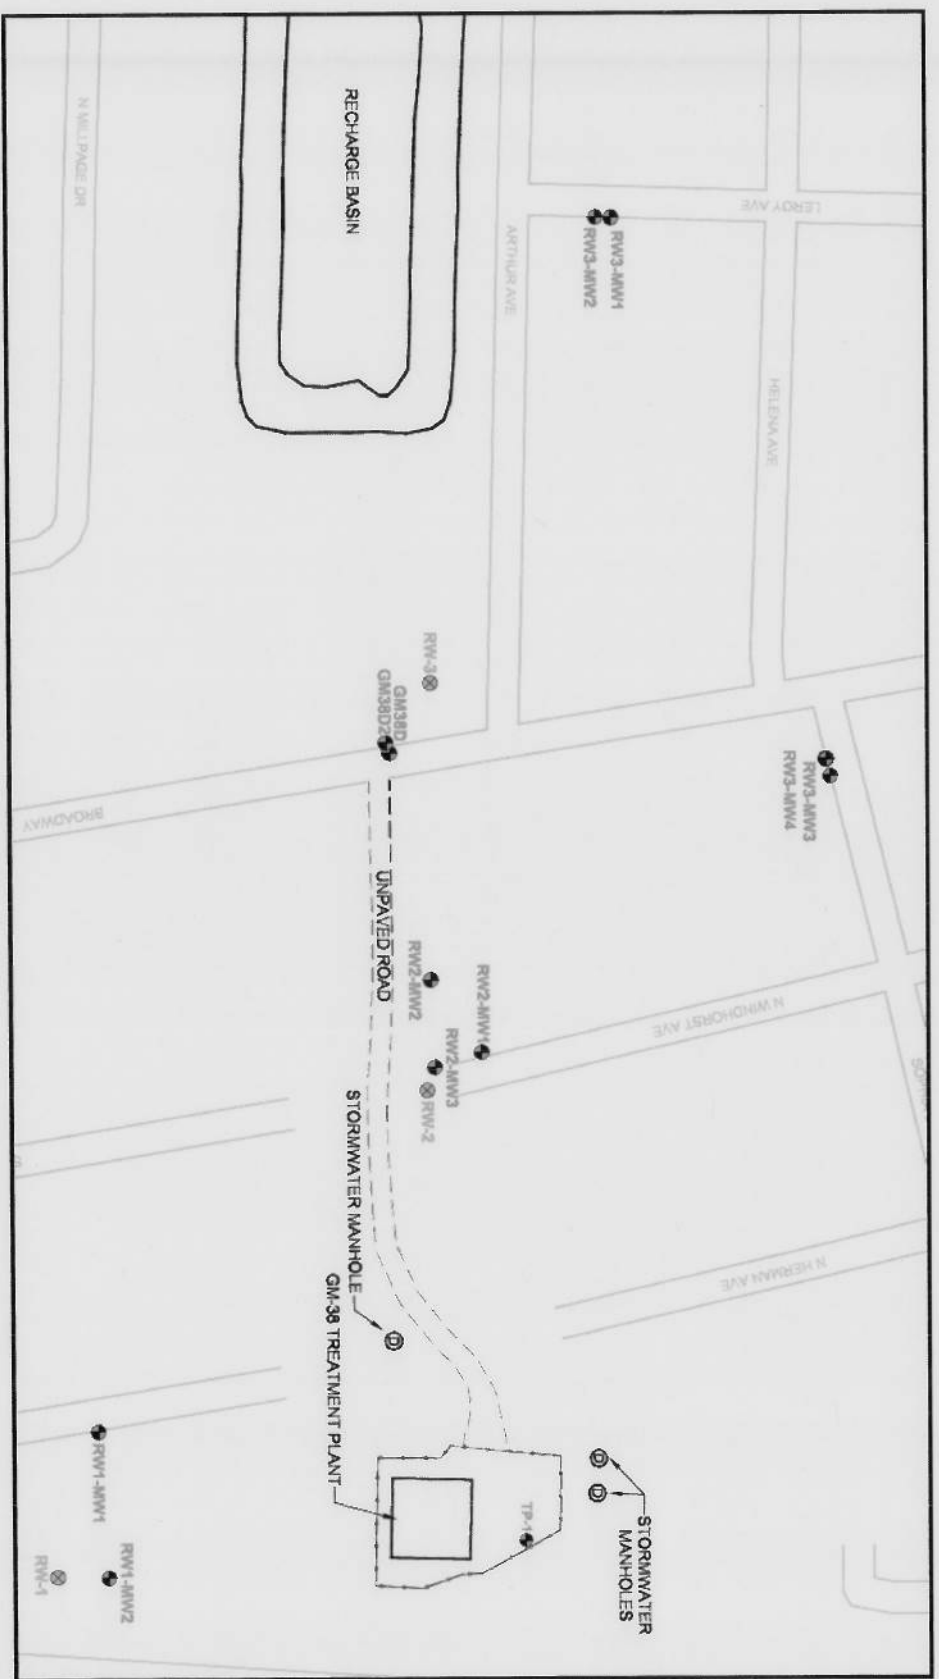 N MILLPAGE DR
RECHARGE BASIN
ARTHUR AVE
LEROY AVE
RW3-MW1
RW3-MW2
HELENA AVE
RW-3
GM38D
GM38D2
BROADWAY
RW3-MW3
RW3-MW4
UNPAVED ROAD
RW2-MW2
RW2-MW1
RW2-MW3
RW-2
N WINDHORST AVE
STORMWATER MANHOLE
D
GM-38 TREATMENT PLANT
N HERMAN AVE
D
D
STORMWATER
MANHOLES
TP-1
RW1-MW1
RW1-MW2
RW-1